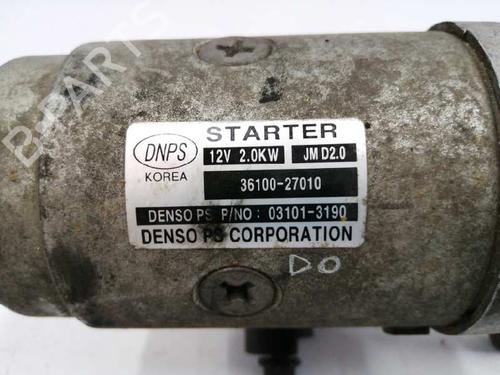 B-PARTS
STARTER
DNPS
12V 2.0KW JM D2.0
KOREA
36100-27010
DENSO PS P/NO : 03101-3190
DENSO PS CORPORATION
DO